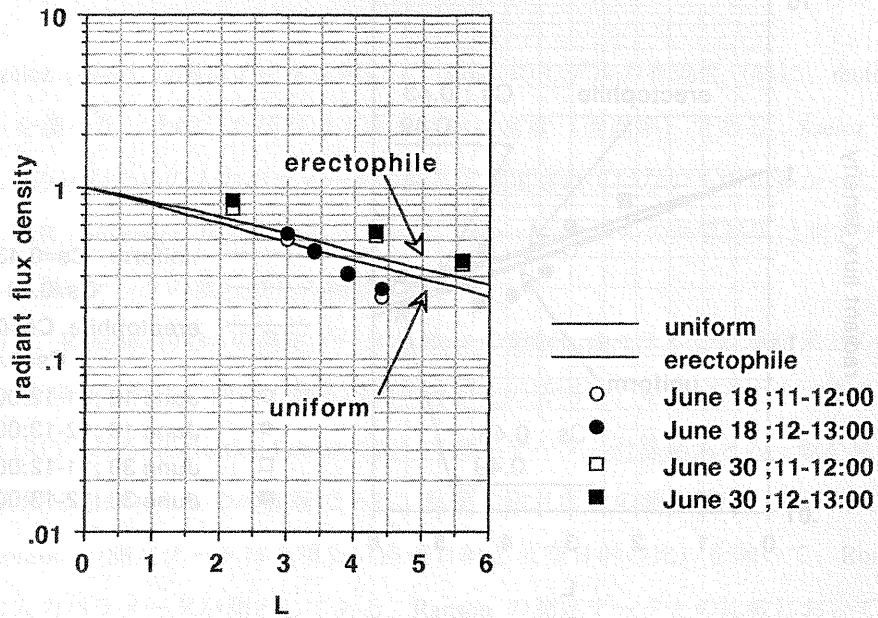 10
1
.1
.01
radiant flux density
erectophile
uniform
0 1 2 3 4 5 6
L
uniform
erectophile
June 18 ;11-12:00
June 18 ;12-13:00
June 30 ;11-12:00
June 30 ;12-13:00